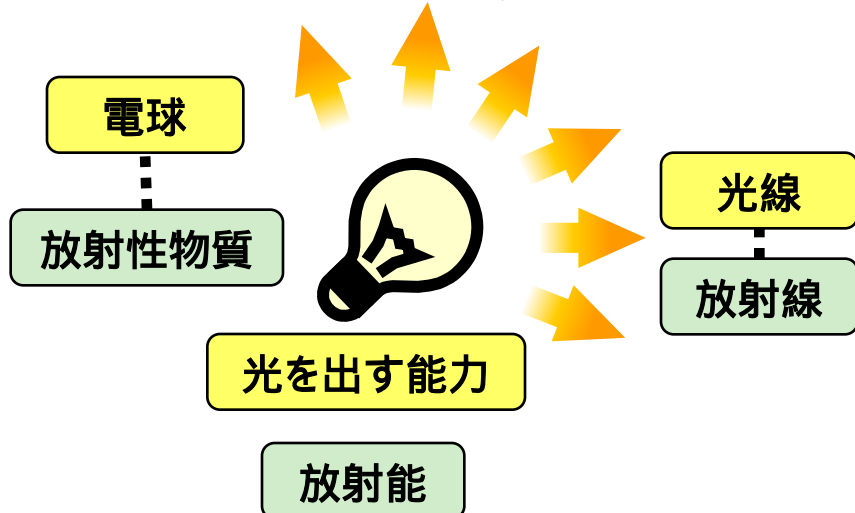 電球
放射性物質
光線
放射線
光を出す能力
放射能